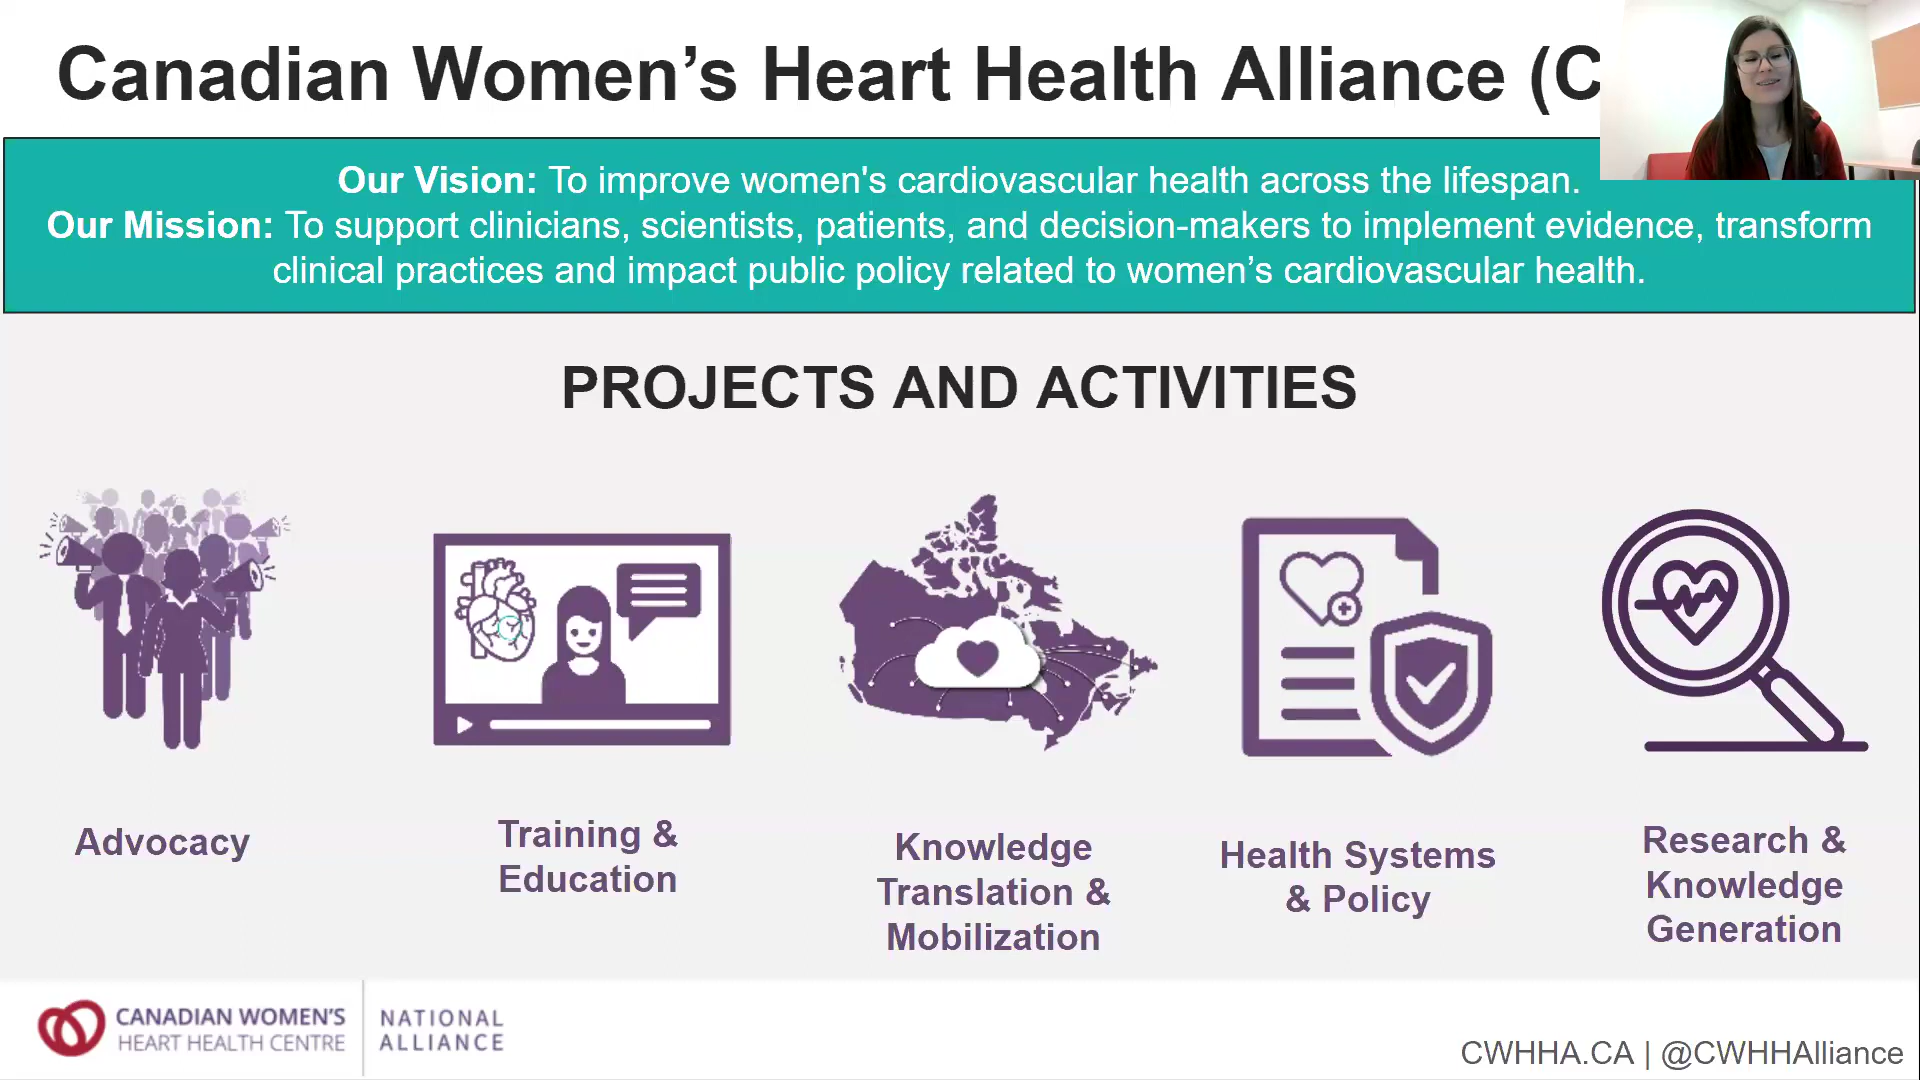 Canadian Women’s Heart Health Alliance (C
Our Vision: To improve women's cardiovascular health across the lifespan.
Our Mission: To support clinicians, scientists, patients, and decision-makers to implement evidence, transform
clinical practices and impact public policy related to women’s cardiovascular health.
PROJECTS AND ACTIVITIES
Advocacy
Training &
Education
Knowledge
Translation &
Mobilization
Health Systems
& Policy
Research &
Knowledge
Generation
CANADIAN WOMEN'S
HEART HEALTH CENTRE
NATIONAL
ALLIANCE
CWHHA.CA | @CWHHAlliance